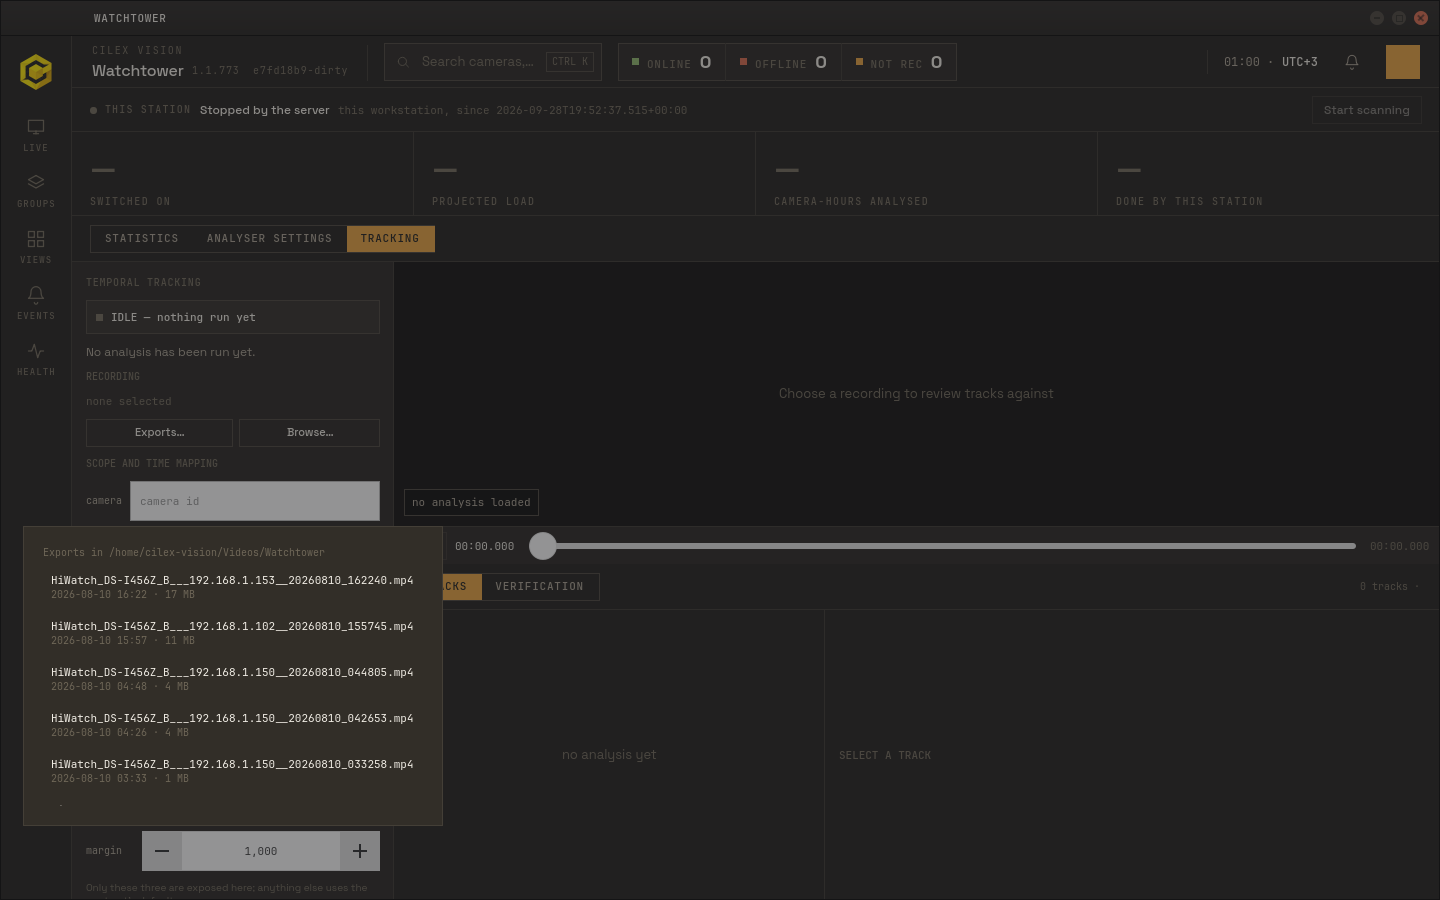 WATCHTOWER
CILEX VISION
Watchtower 1.1.773 e7fd18b9-dirty
Search cameras,… CTRL K
ONLINE 0 OFFLINE 0 NOT REC 0
01:00 · UTC+3
THIS STATION Stopped by the server this workstation, since 2026-09-28T19:52:37.515+00:00
Start scanning
LIVE
GROUPS
VIEWS
EVENTS
HEALTH
— — — —
SWITCHED ON PROJECTED LOAD CAMERA-HOURS ANALYSED DONE BY THIS STATION
STATISTICS ANALYSER SETTINGS TRACKING
TEMPORAL TRACKING
IDLE — nothing run yet
No analysis has been run yet.
RECORDING
none selected
Exports… Browse…
SCOPE AND TIME MAPPING
camera camera id
Choose a recording to review tracks against
no analysis loaded
00:00.000 00:00.000
CKS VERIFICATION 0 tracks ·
no analysis yet
SELECT A TRACK
Exports in /home/cilex-vision/Videos/Watchtower
HiWatch_DS-I456Z_B___192.168.1.153__20260810_162240.mp4
2026-08-10 16:22 · 17 MB
HiWatch_DS-I456Z_B___192.168.1.102__20260810_155745.mp4
2026-08-10 15:57 · 11 MB
HiWatch_DS-I456Z_B___192.168.1.150__20260810_044805.mp4
2026-08-10 04:48 · 4 MB
HiWatch_DS-I456Z_B___192.168.1.150__20260810_042653.mp4
2026-08-10 04:26 · 4 MB
HiWatch_DS-I456Z_B___192.168.1.150__20260810_033258.mp4
2026-08-10 03:33 · 1 MB
margin 1,000
Only these three are exposed here; anything else uses the